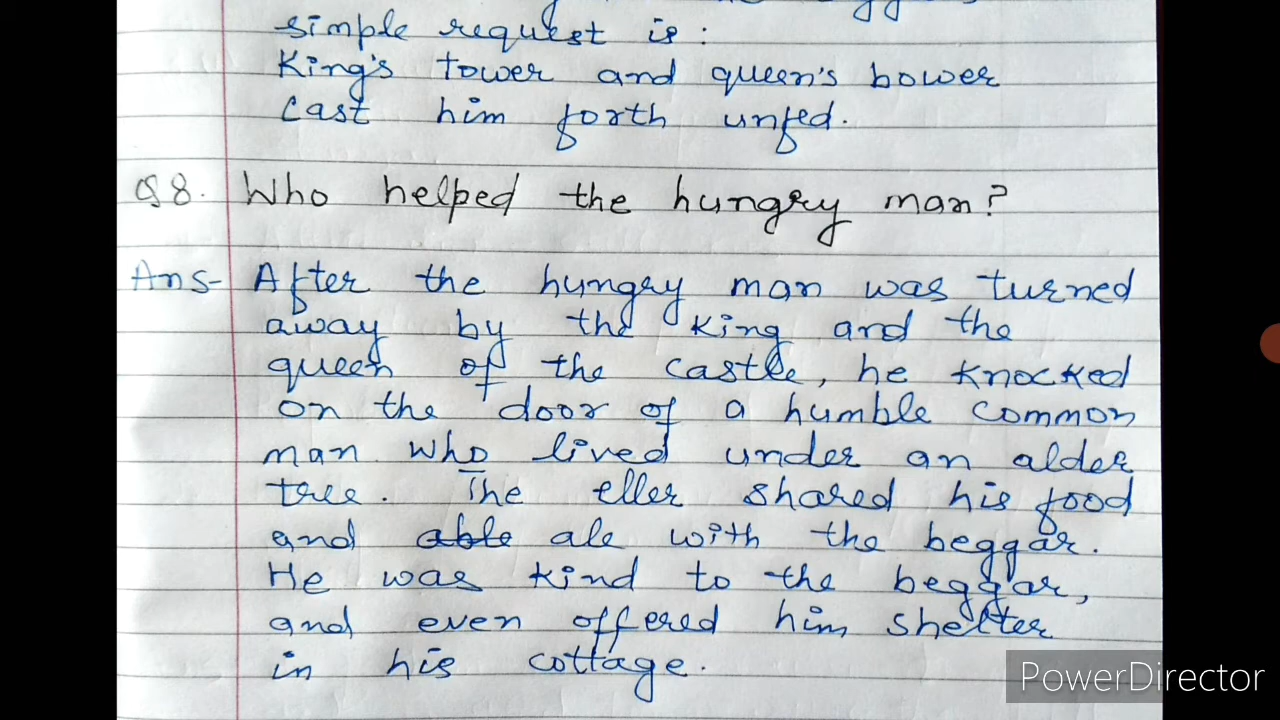 simple request is:
King's tower and queen's bower
Cast him forth unfed.
Q8. Who helped the hungry man?
Ans- After the hungry man was turned
away by the King and the
queen of the castle, he knocked
on the door of a humble common
man who lived under an alder
tree. The eller shared his food
and able ale with the beggar.
He was kind to the beggar,
and even offered him shelter
in his cottage.
PowerDirector